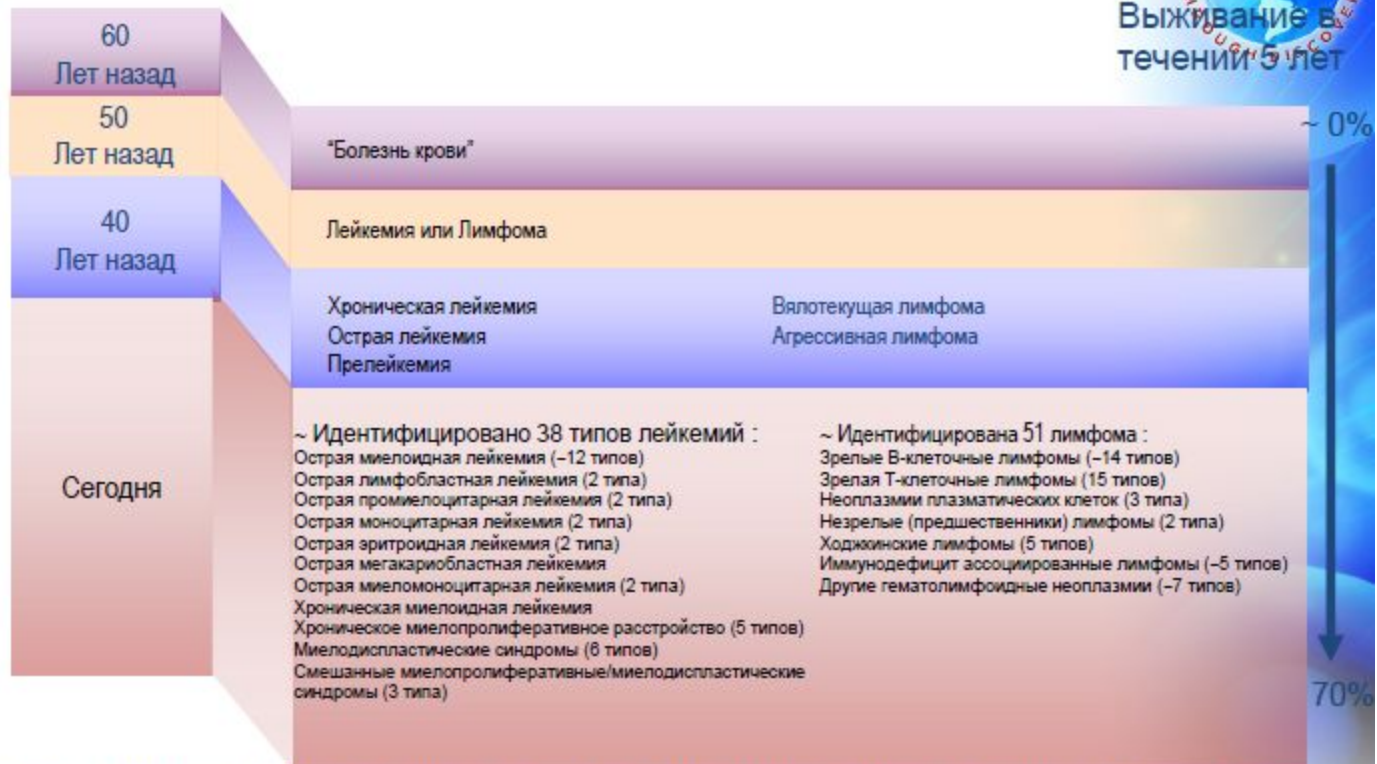 Выживание в
течении 5 лет
60
Лет назад
50
Лет назад
40
Лет назад
Сегодня
"Болезнь крови"
Лейкемия или Лимфома
Хроническая лейкемия
Острая лейкемия
Прелейкемия
Вялотекущая лимфома
Агрессивная лимфома
~ Идентифицировано 38 типов лейкемий :
Острая миелоидная лейкемия (–12 типов)
Острая лимфобластная лейкемия (2 типа)
Острая промиелоцитарная лейкемия (2 типа)
Острая моноцитарная лейкемия (2 типа)
Острая эритроидная лейкемия (2 типа)
Острая мегакариобластная лейкемия
Острая миеломоноцитарная лейкемия (2 типа)
Хроническая миелоидная лейкемия
Хроническое миелопролиферативное расстройство (5 типов)
Миелодиспластические синдромы (6 типов)
Смешанные миелопролиферативные/миелодиспластические
синдромы (3 типа)
~ Идентифицирована 51 лимфома :
Зрелые В-клеточные лимфомы (–14 типов)
Зрелая Т-клеточные лимфомы (15 типов)
Неоплазмии плазматических клеток (3 типа)
Незрелые (предшественники) лимфомы (2 типа)
Ходжкинские лимфомы (5 типов)
Иммунодефицит ассоциированные лимфомы (–5 типов)
Другие гематолимфоидные неоплазмии (–7 типов)
~ 0%
70%